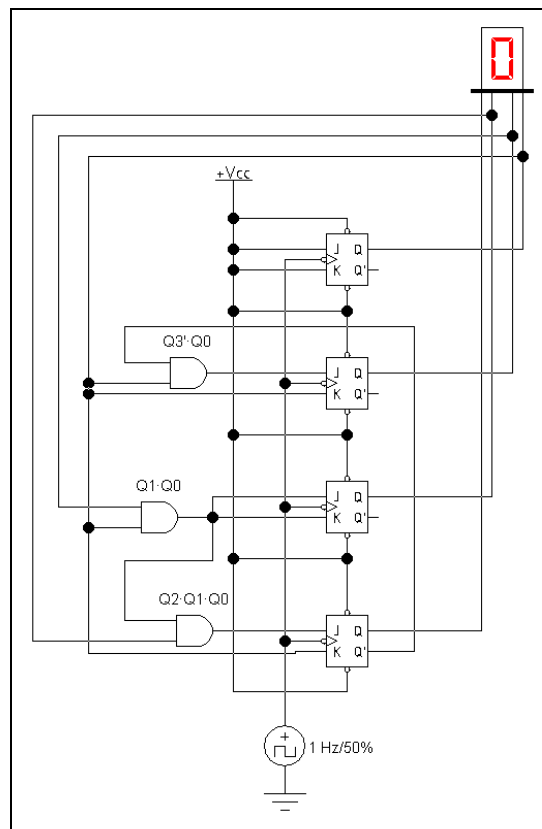 0
+Vcc
J Q
K Q'
Q3'·Q0
J Q
K Q'
Q1·Q0
J Q
K Q'
Q2·Q1·Q0
J Q
K Q'
+
1 Hz/50%